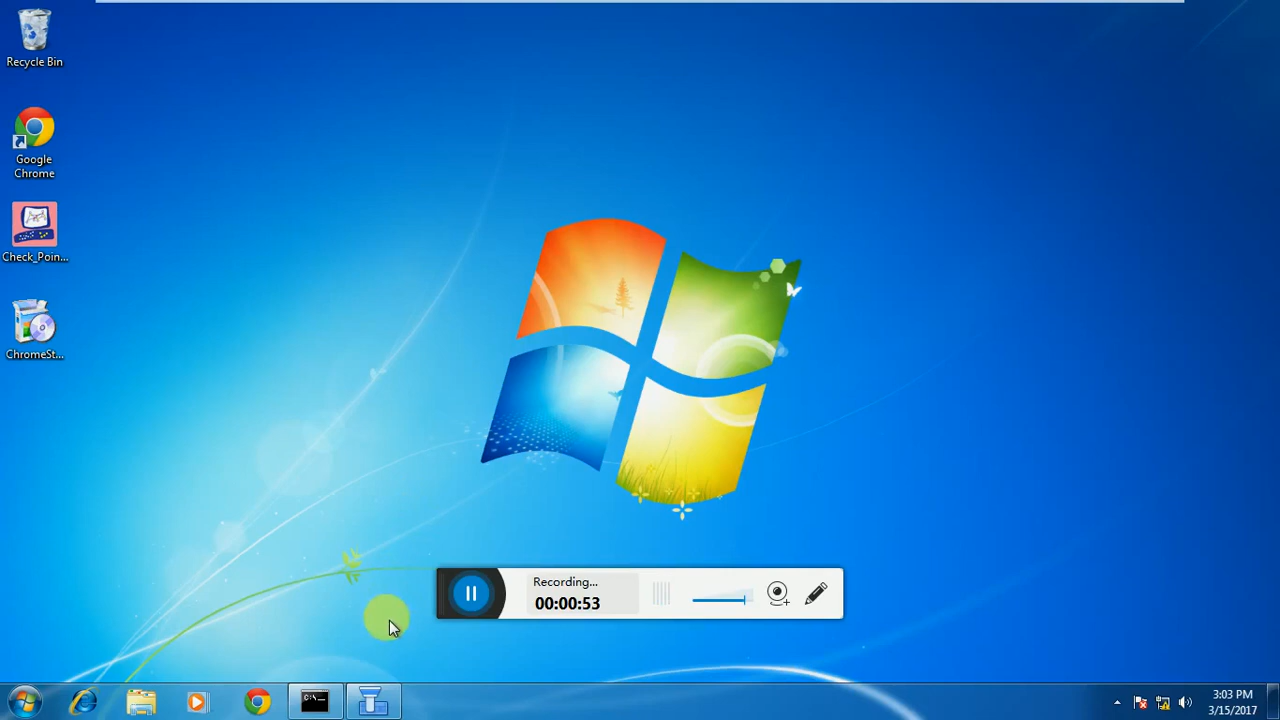 Recycle Bin
Google
Chrome
Check_Poin...
ChromeSt...
Recording...
00:00:53
C:\_
3:03 PM
3/15/2017